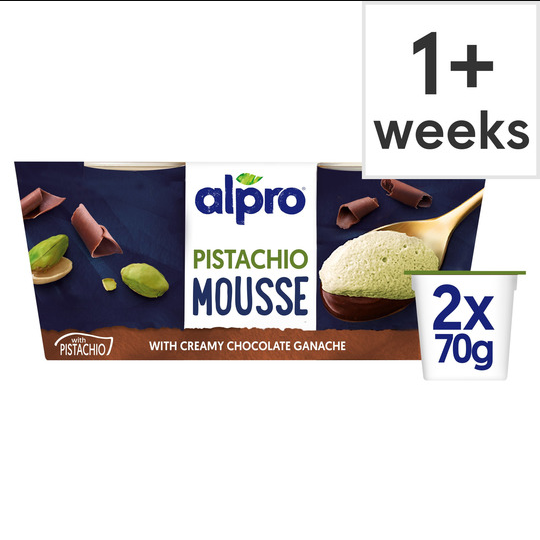 1+
weeks
alpro
PISTACHIO
MOUSSE
with
PISTACHIO
WITH CREAMY CHOCOLATE GANACHE
2x
70g